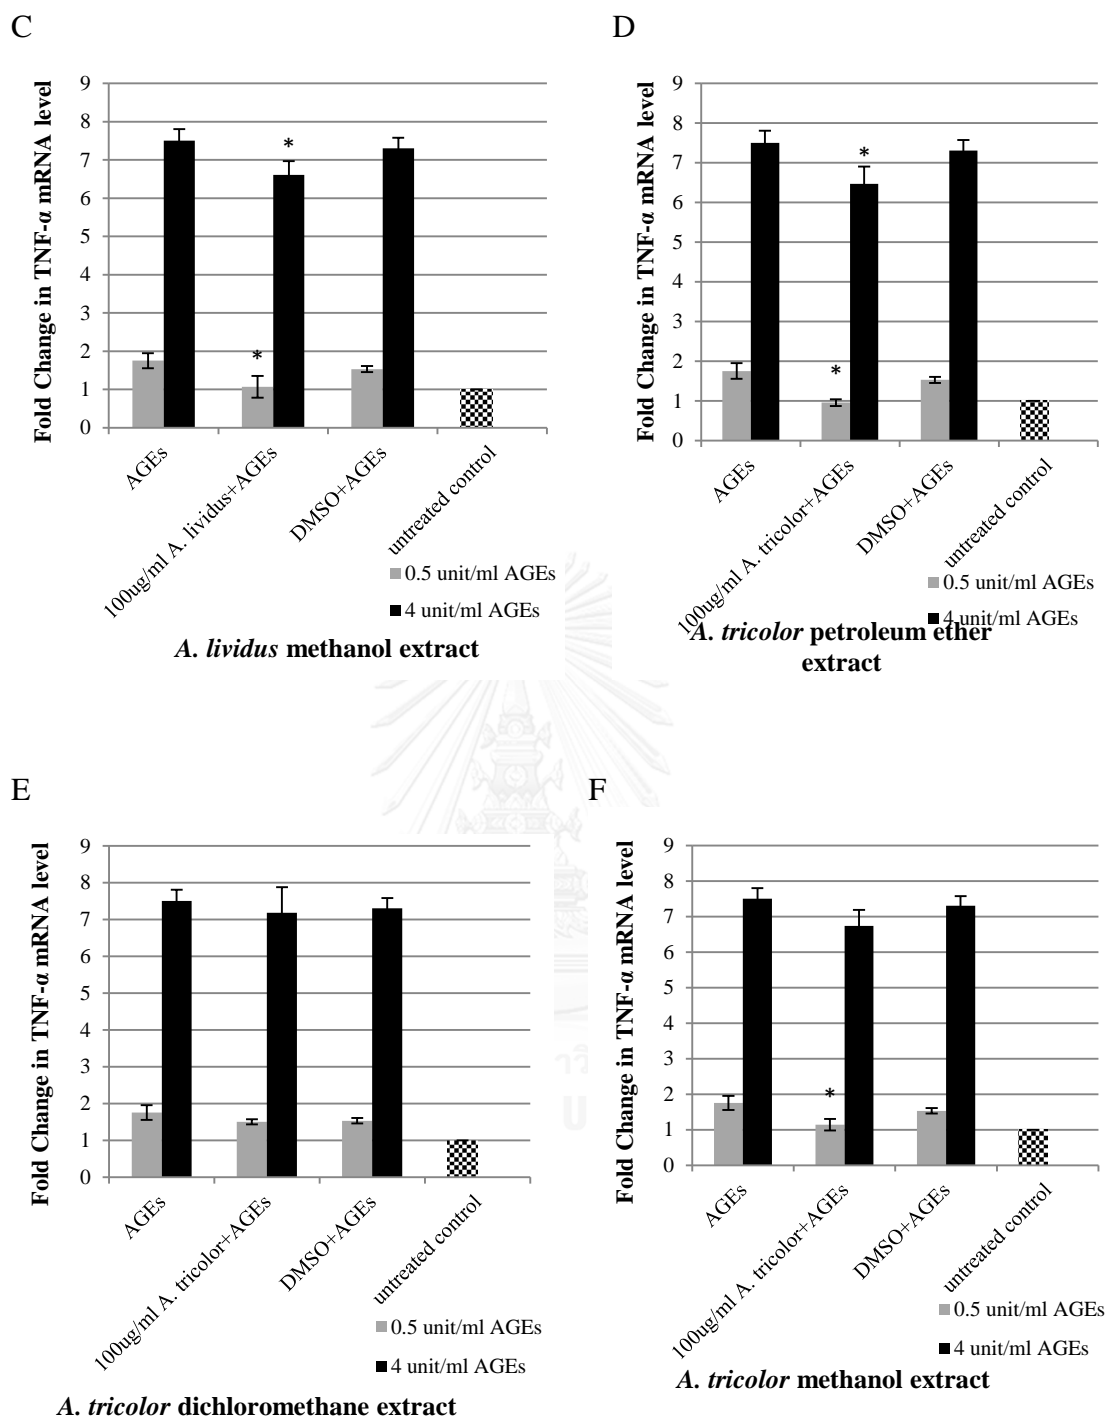 C
Fold Change in TNF-α mRNA level
9
8
7
6
5
4
3
2
1
0
*
*
AGEs
100ug/ml A. lividus+AGEs
DMSO+AGEs
untreated control
0.5 unit/ml AGEs
4 unit/ml AGEs
A. lividus methanol extract
D
Fold Change in TNF-α mRNA level
9
8
7
6
5
4
3
2
1
0
*
*
AGEs
100ug/ml A. tricolor+AGEs
DMSO+AGEs
untreated control
0.5 unit/ml AGEs
4 unit/ml AGEs
A. tricolor petroleum ether
extract
E
Fold Change in TNF-α mRNA level
9
8
7
6
5
4
3
2
1
0
AGEs
100ug/ml A. tricolor+AGEs
DMSO+AGEs
untreated control
0.5 unit/ml AGEs
4 unit/ml AGEs
A. tricolor dichloromethane extract
F
Fold Change in TNF-α mRNA level
9
8
7
6
5
4
3
2
1
0
*
AGEs
100ug/ml A. tricolor+AGEs
DMSO+AGEs
untreated control
0.5 unit/ml AGEs
4 unit/ml AGEs
A. tricolor methanol extract